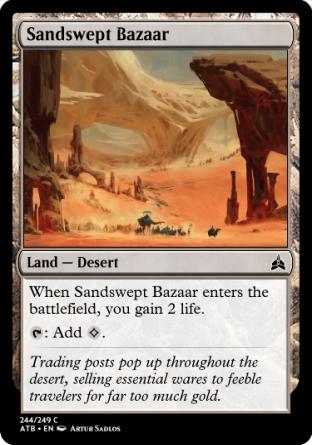 Sandswept Bazaar
Land — Desert
When Sandswept Bazaar enters the
battlefield, you gain 2 life.
: Add .
Trading posts pop up throughout the
desert, selling essential wares to feeble
travelers for far too much gold.
244/249 C
ATB • EN Artur Sadlos